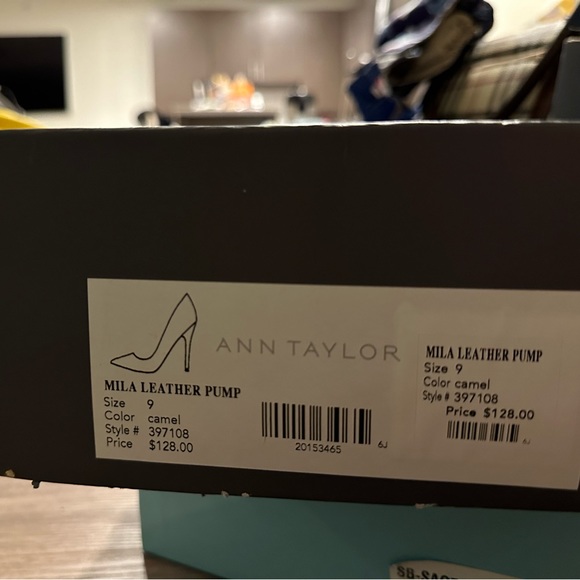 ANN TAYLOR
MILA LEATHER PUMP
Size 9
Color camel
Style # 397108
Price $128.00
20153465
6J
MILA LEATHER PUMP
Size 9
Color camel
Style # 397108
Price $128.00
6J